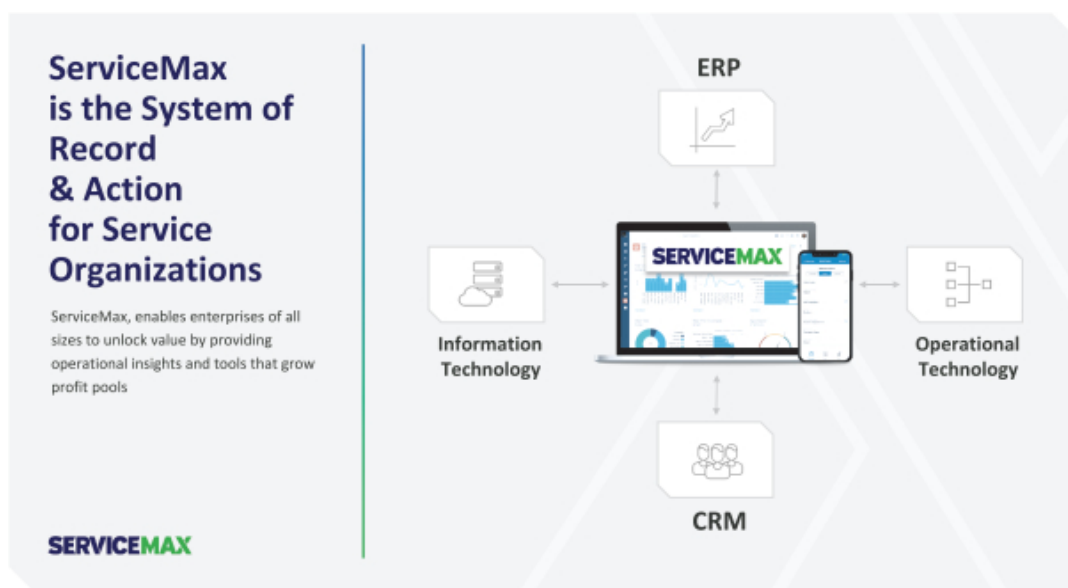 ServiceMax
is the System of
Record
& Action
for Service
Organizations
ServiceMax, enables enterprises of all
sizes to unlock value by providing
operational insights and tools that grow
profit pools
SERVICEMAX
ERP
SERVICEMAX
Information
Technology
Operational
Technology
CRM